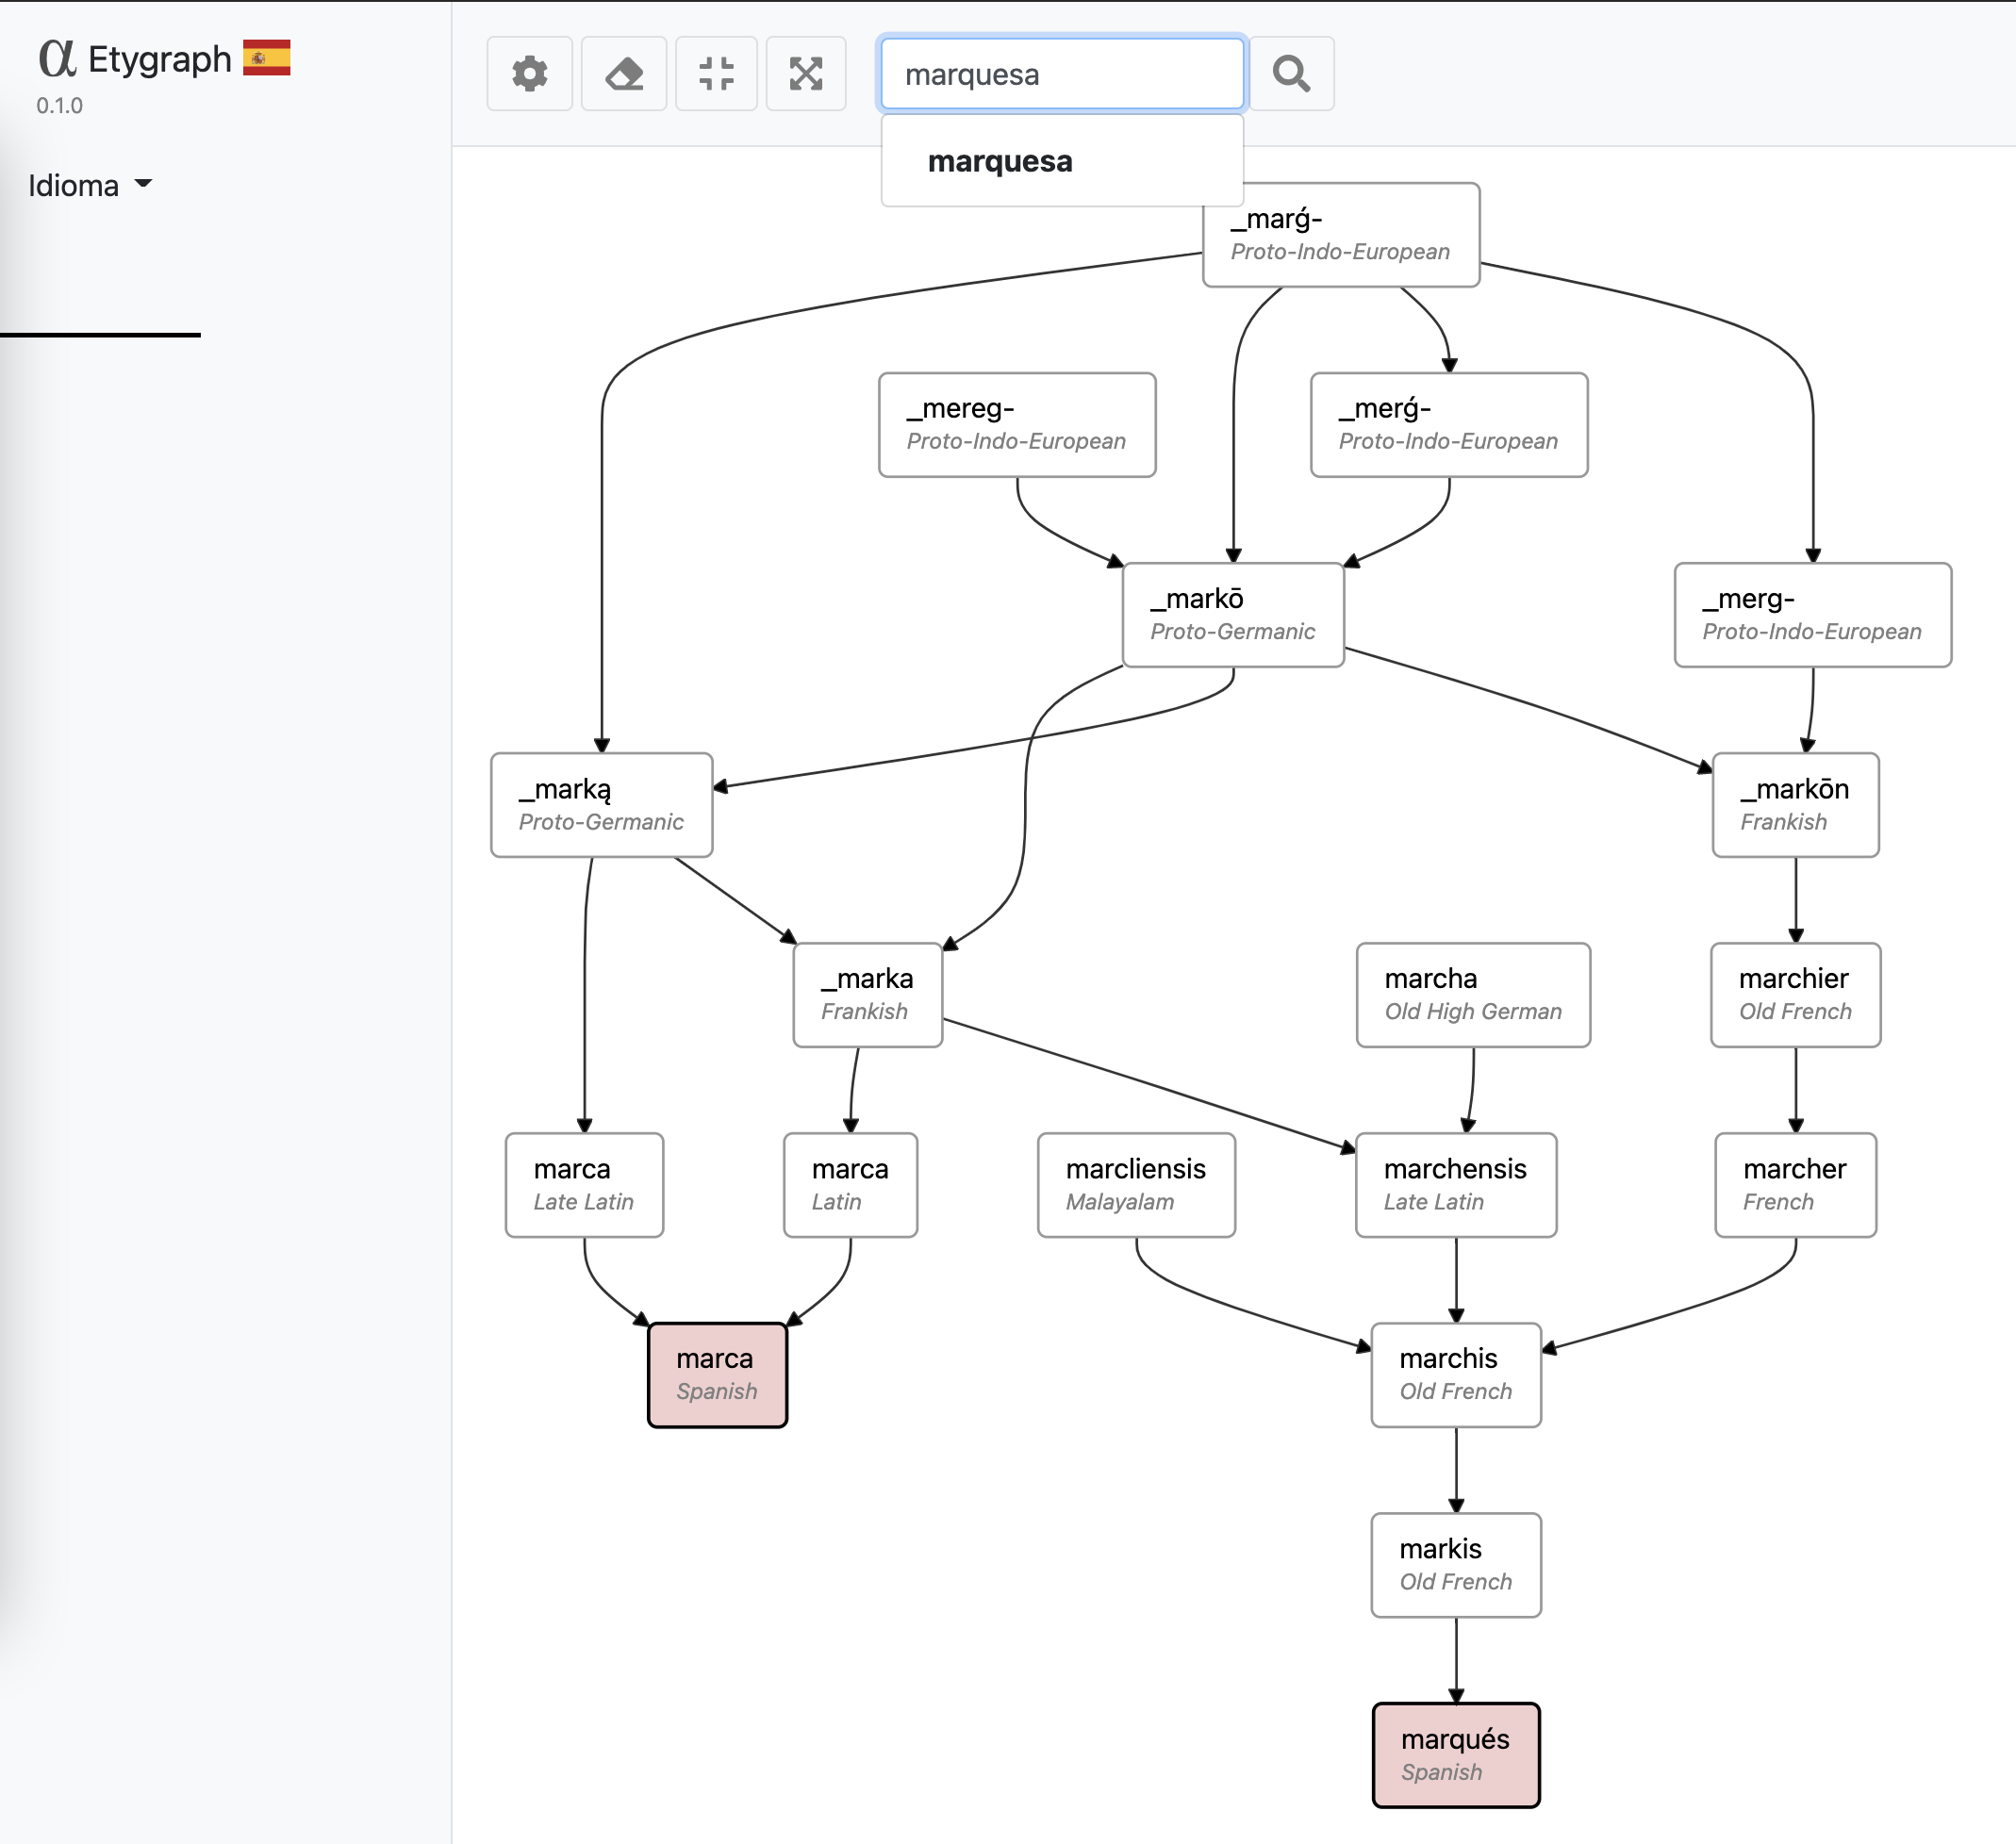 α Etygraph
0.1.0
Idioma
marquesa
marquesa
_marǵ-
Proto-Indo-European
_mereg-
Proto-Indo-European
_merǵ-
Proto-Indo-European
_markō
Proto-Germanic
_merg-
Proto-Indo-European
_marką
Proto-Germanic
_markōn
Frankish
_marka
Frankish
marcha
Old High German
marchier
Old French
marca
Late Latin
marca
Latin
marcliensis
Malayalam
marchensis
Late Latin
marcher
French
marca
Spanish
marchis
Old French
markis
Old French
marqués
Spanish